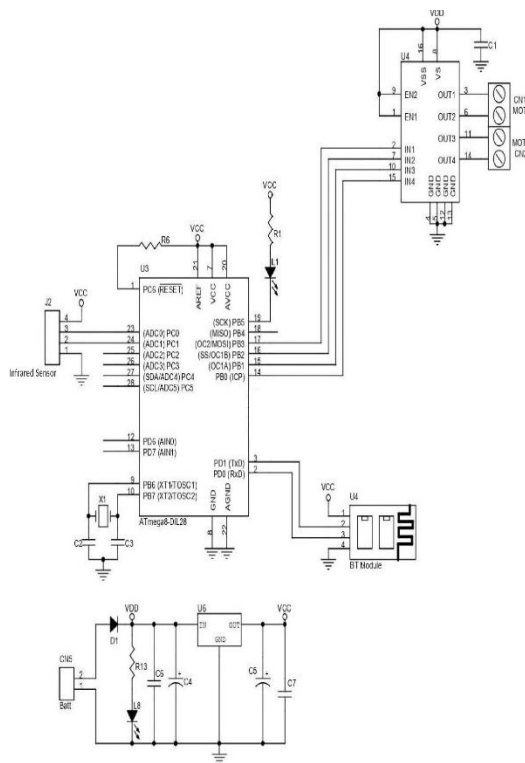 VDD
C1
U4
16
8
VSS
VS
9 EN2
1 EN1
OUT1 3
OUT2 6
OUT3 11
OUT4 14
CN1
MOT
MOT
CN2
2 IN1
7 IN2
10 IN3
15 IN4
GND GND GND GND
4 5 12 13
VCC
R1
L1
R6
VCC
21 7 20
U3
AREF VCC AVCC
1 PC6 (RESET)
J2
VCC
4
3
2
1
Infrared Sensor
23 (ADC0) PC0
24 (ADC1) PC1
25 (ADC2) PC2
26 (ADC3) PC3
27 (SDA/ADC4) PC4
28 (SCL/ADC5) PC5
(SCK) PB5 19
(MISO) PB4 18
(OC2/MOSI) PB3 17
(SS/OC1B) PB2 16
(OC1A) PB1 15
PB0 (ICP) 14
12 PD6 (AIN0)
13 PD7 (AIN1)
PD1 (TxD) 3
PD0 (RxD) 2
9 PB6 (XT1/TOSC1)
10 PB7 (XT2/TOSC2)
X1
C2 C3
GND AGND
8 22
ATmega8-DIL28
VCC
U4
1
2
3
4
BT Module
VDD
U6
VCC
D1
IN OUT
GND
CN5
2
1
Batt
R13
L8
C6
C4
C5
C7